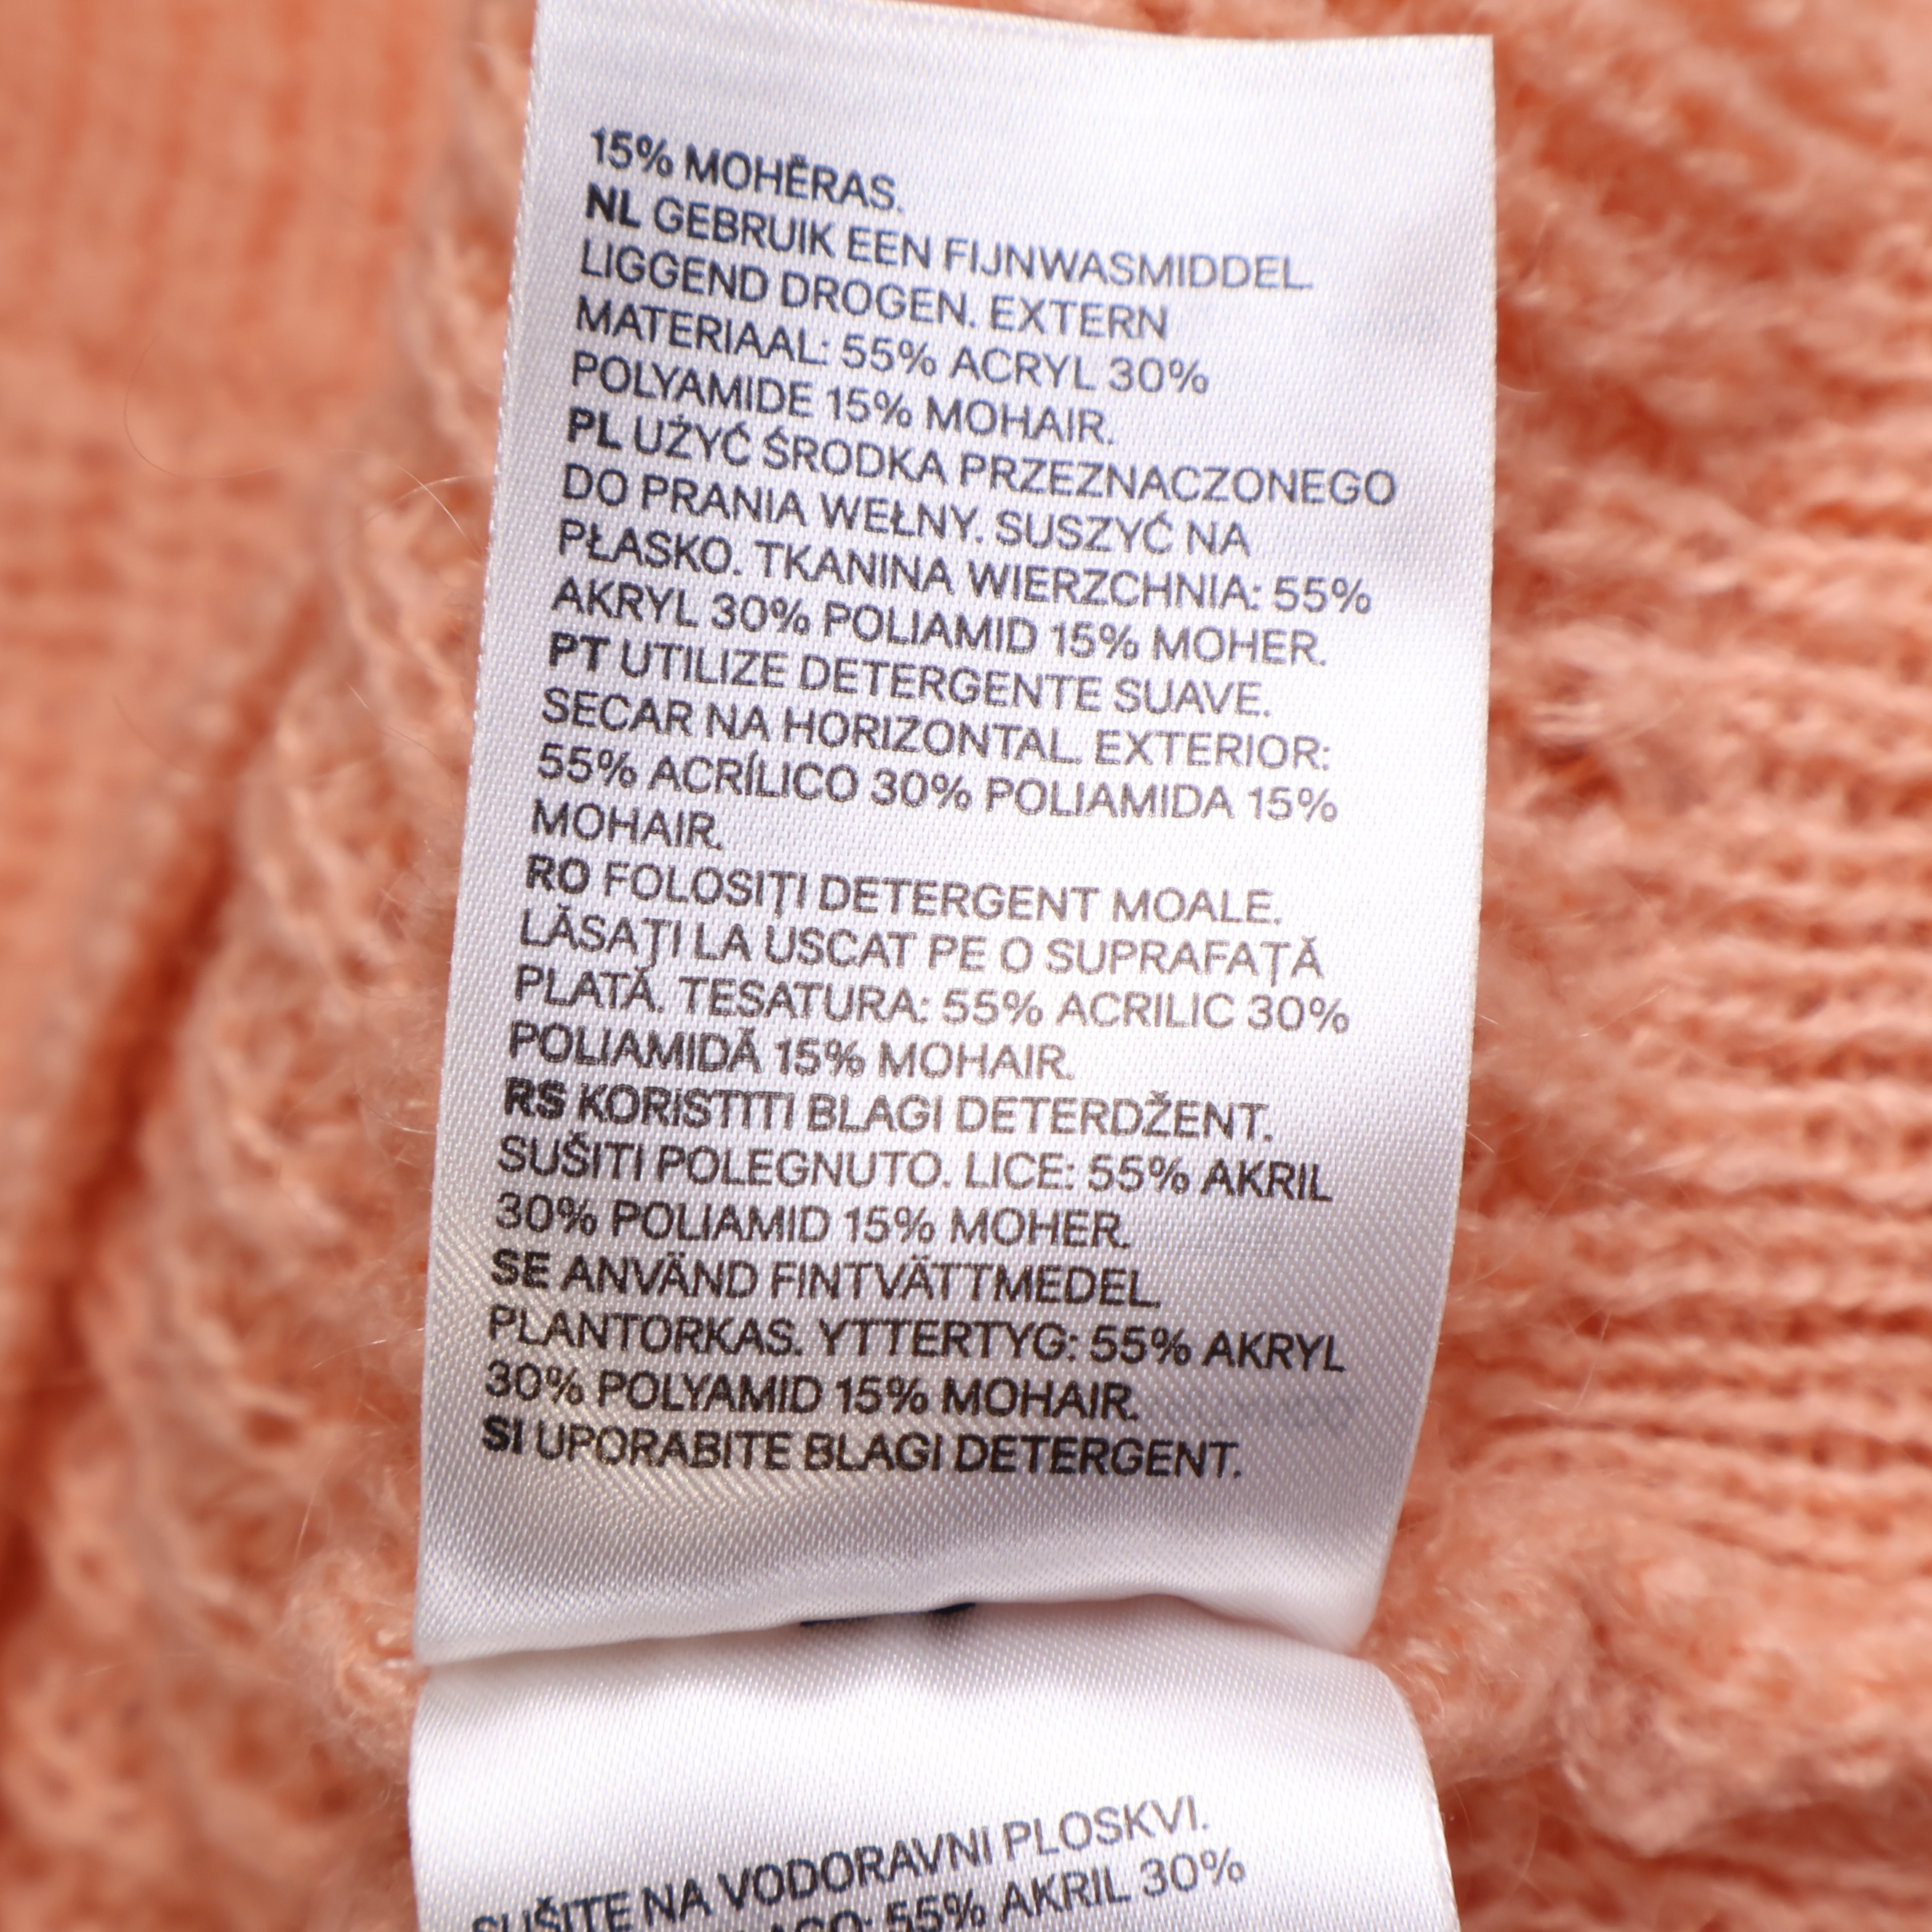 15% MOHĒRAS.
NL GEBRUIK EEN FIJNWASMIDDEL.
LIGGEND DROGEN. EXTERN
MATERIAAL: 55% ACRYL 30%
POLYAMIDE 15% MOHAIR.
PL UŻYĆ ŚRODKA PRZEZNACZONEGO
DO PRANIA WEŁNY. SUSZYĆ NA
PŁASKO. TKANINA WIERZCHNIA: 55%
AKRYL 30% POLIAMID 15% MOHER.
PT UTILIZE DETERGENTE SUAVE.
SECAR NA HORIZONTAL. EXTERIOR:
55% ACRÍLICO 30% POLIAMIDA 15%
MOHAIR.
RO FOLOSIȚI DETERGENT MOALE.
LĂSAȚI LA USCAT PE O SUPRAFAȚĂ
PLATĂ. TESATURA: 55% ACRILIC 30%
POLIAMIDĂ 15% MOHAIR.
RS KORISTITI BLAGI DETERDŽENT.
SUŠITI POLEGNUTO. LICE: 55% AKRIL
30% POLIAMID 15% MOHER.
SE ANVÄND FINTVÄTTMEDEL.
PLANTORKAS. YTTERTYG: 55% AKRYL
30% POLYAMID 15% MOHAIR.
SI UPORABITE BLAGI DETERGENT.
SUŠITE NA VODORAVNI PLOSKVI.
55% AKRIL 30%